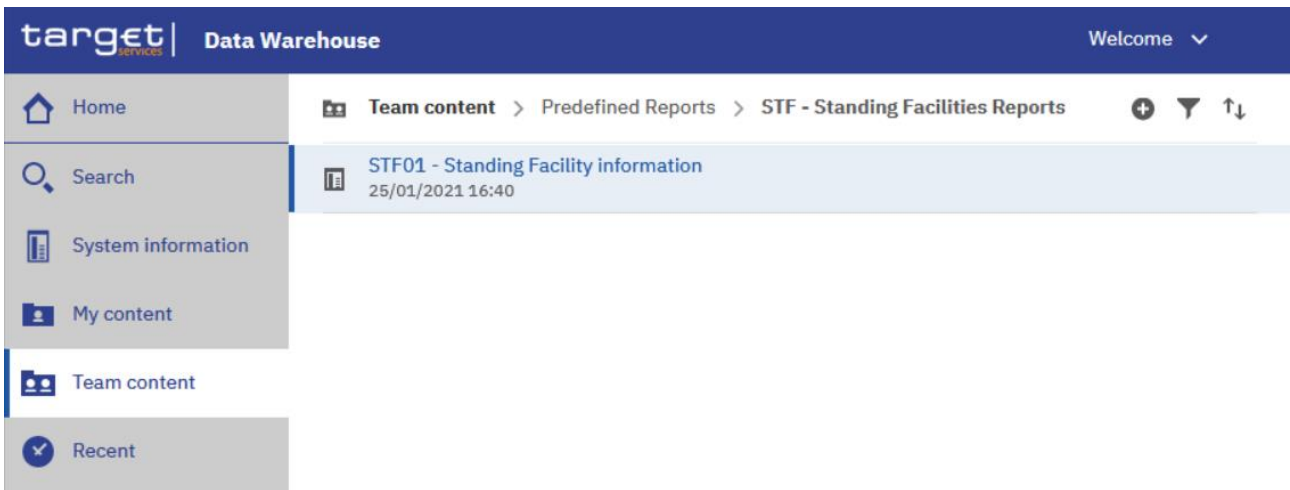 target services | Data Warehouse Welcome
Home
Team content > Predefined Reports > STF - Standing Facilities Reports
Search
STF01 - Standing Facility information
25/01/2021 16:40
System information
My content
Team content
Recent